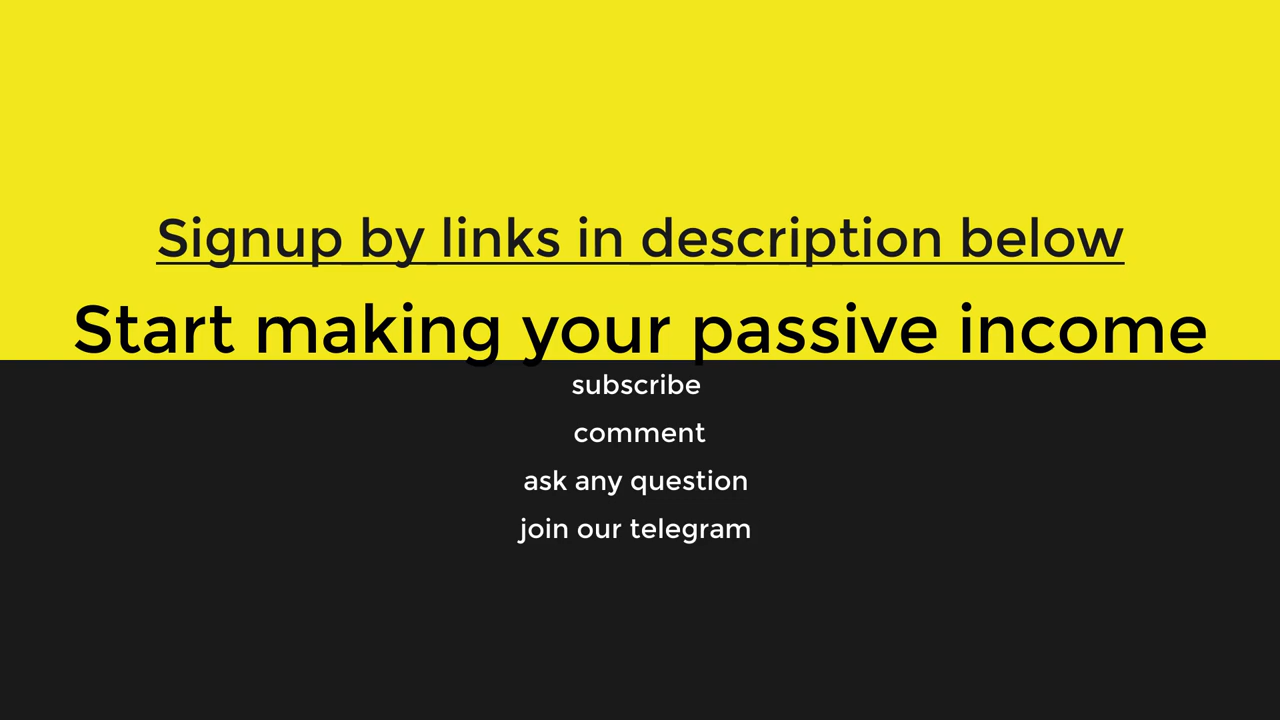 Signup by links in description below
Start making your passive income
subscribe
comment
ask any question
join our telegram